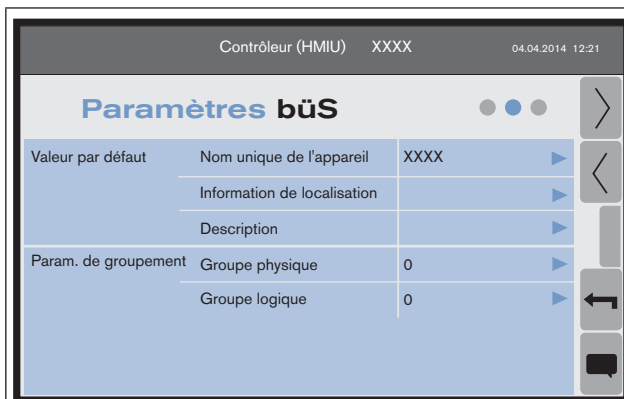 Contrôleur (HMIU) XXXX 04.04.2014 12:21
Paramètres büS
Valeur par défaut Nom unique de l'appareil XXXX
Information de localisation
Description
Param. de groupement Groupe physique 0
Groupe logique 0